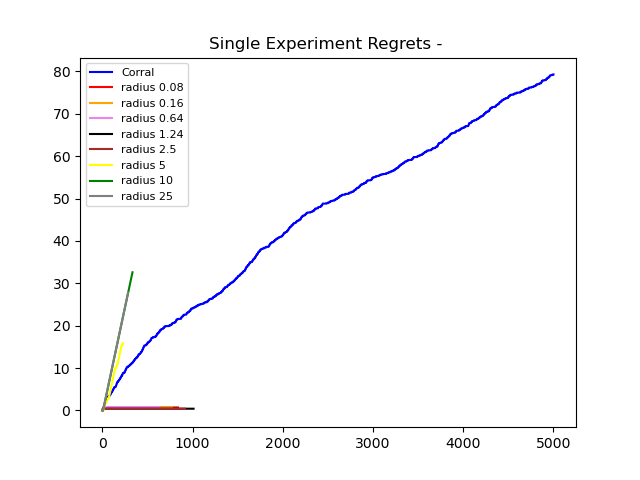 Single Experiment Regrets -
80
70
60
50
40
30
20
10
0
Corral
radius 0.08
radius 0.16
radius 0.64
radius 1.24
radius 2.5
radius 5
radius 10
radius 25
0 1000 2000 3000 4000 5000